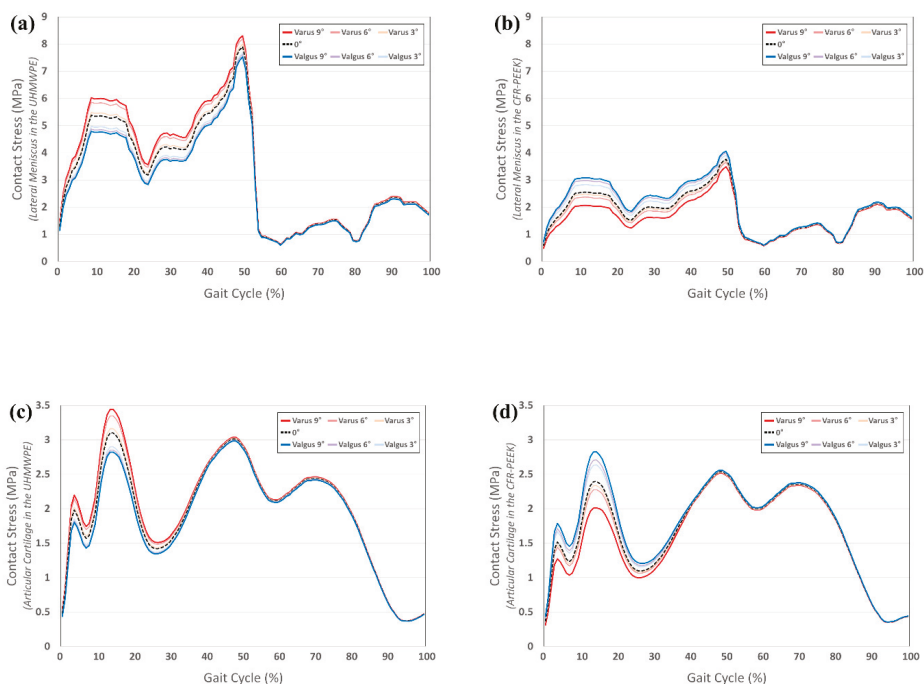 (a)
Varus 9° Varus 6° Varus 3°
0°
Valgus 9° Valgus 6° Valgus 3°
Contact Stress (MPa)
(Lateral Meniscus in the UHMWPE)
9
8
7
6
5
4
3
2
1
0
0 10 20 30 40 50 60 70 80 90 100
Gait Cycle (%)
(b)
Varus 9° Varus 6° Varus 3°
0°
Valgus 9° Valgus 6° Valgus 3°
Contact Stress (MPa)
(Lateral Meniscus in the CFR-PEEK)
9
8
7
6
5
4
3
2
1
0
0 10 20 30 40 50 60 70 80 90 100
Gait Cycle (%)
(c)
Varus 9° Varus 6° Varus 3°
0°
Valgus 9° Valgus 6° Valgus 3°
Contact Stress (MPa)
(Articular Cartilage in the UHMWPE)
3.5
3
2.5
2
1.5
1
0.5
0
0 10 20 30 40 50 60 70 80 90 100
Gait Cycle (%)
(d)
Varus 9° Varus 6° Varus 3°
0°
Valgus 9° Valgus 6° Valgus 3°
Contact Stress (MPa)
(Articular Cartilage in the CFR-PEEK)
3.5
3
2.5
2
1.5
1
0.5
0
0 10 20 30 40 50 60 70 80 90 100
Gait Cycle (%)